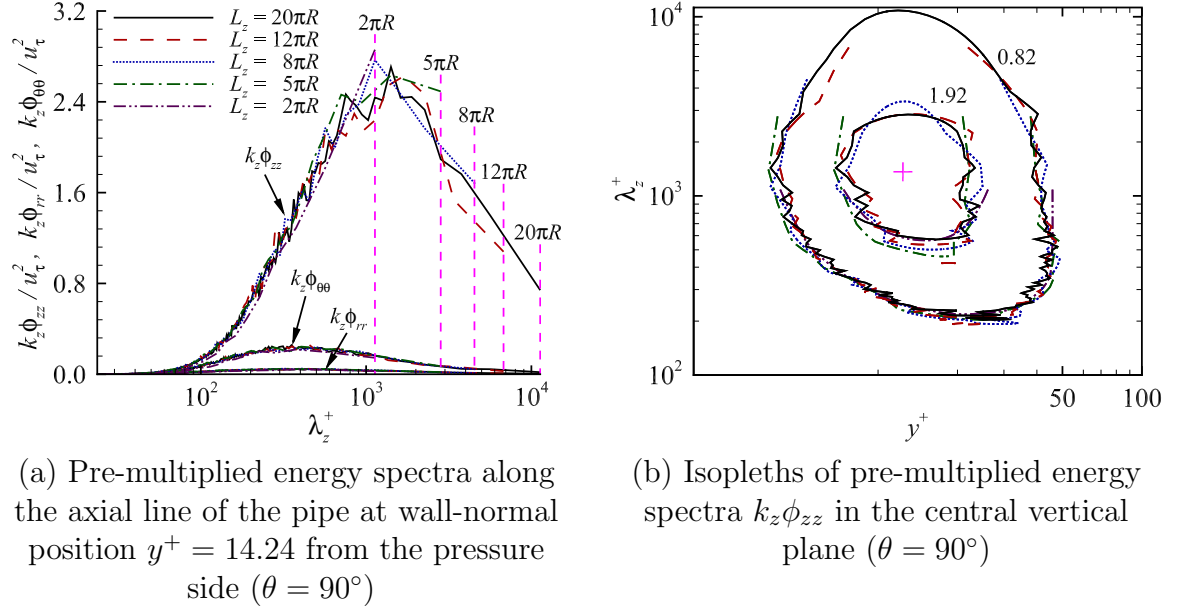 k_zϕ_zz / u_τ^2, k_zϕ_rr / u_τ^2, k_zϕ_θθ / u_τ^2
3.2
2.4
1.6
0.8
0.0
L_z = 20πR
L_z = 12πR
L_z = 8πR
L_z = 5πR
L_z = 2πR
2πR
5πR
8πR
12πR
20πR
k_zϕ_zz
k_zϕ_θθ
k_zϕ_rr
10^2
10^3
10^4
λ_z^+
(a) Pre-multiplied energy spectra along
the axial line of the pipe at wall-normal
position y^+ = 14.24 from the pressure
side (θ = 90°)
λ_z^+
10^4
10^3
10^2
0.82
1.92
50
100
y^+
(b) Isopleths of pre-multiplied energy
spectra k_zϕ_zz in the central vertical
plane (θ = 90°)